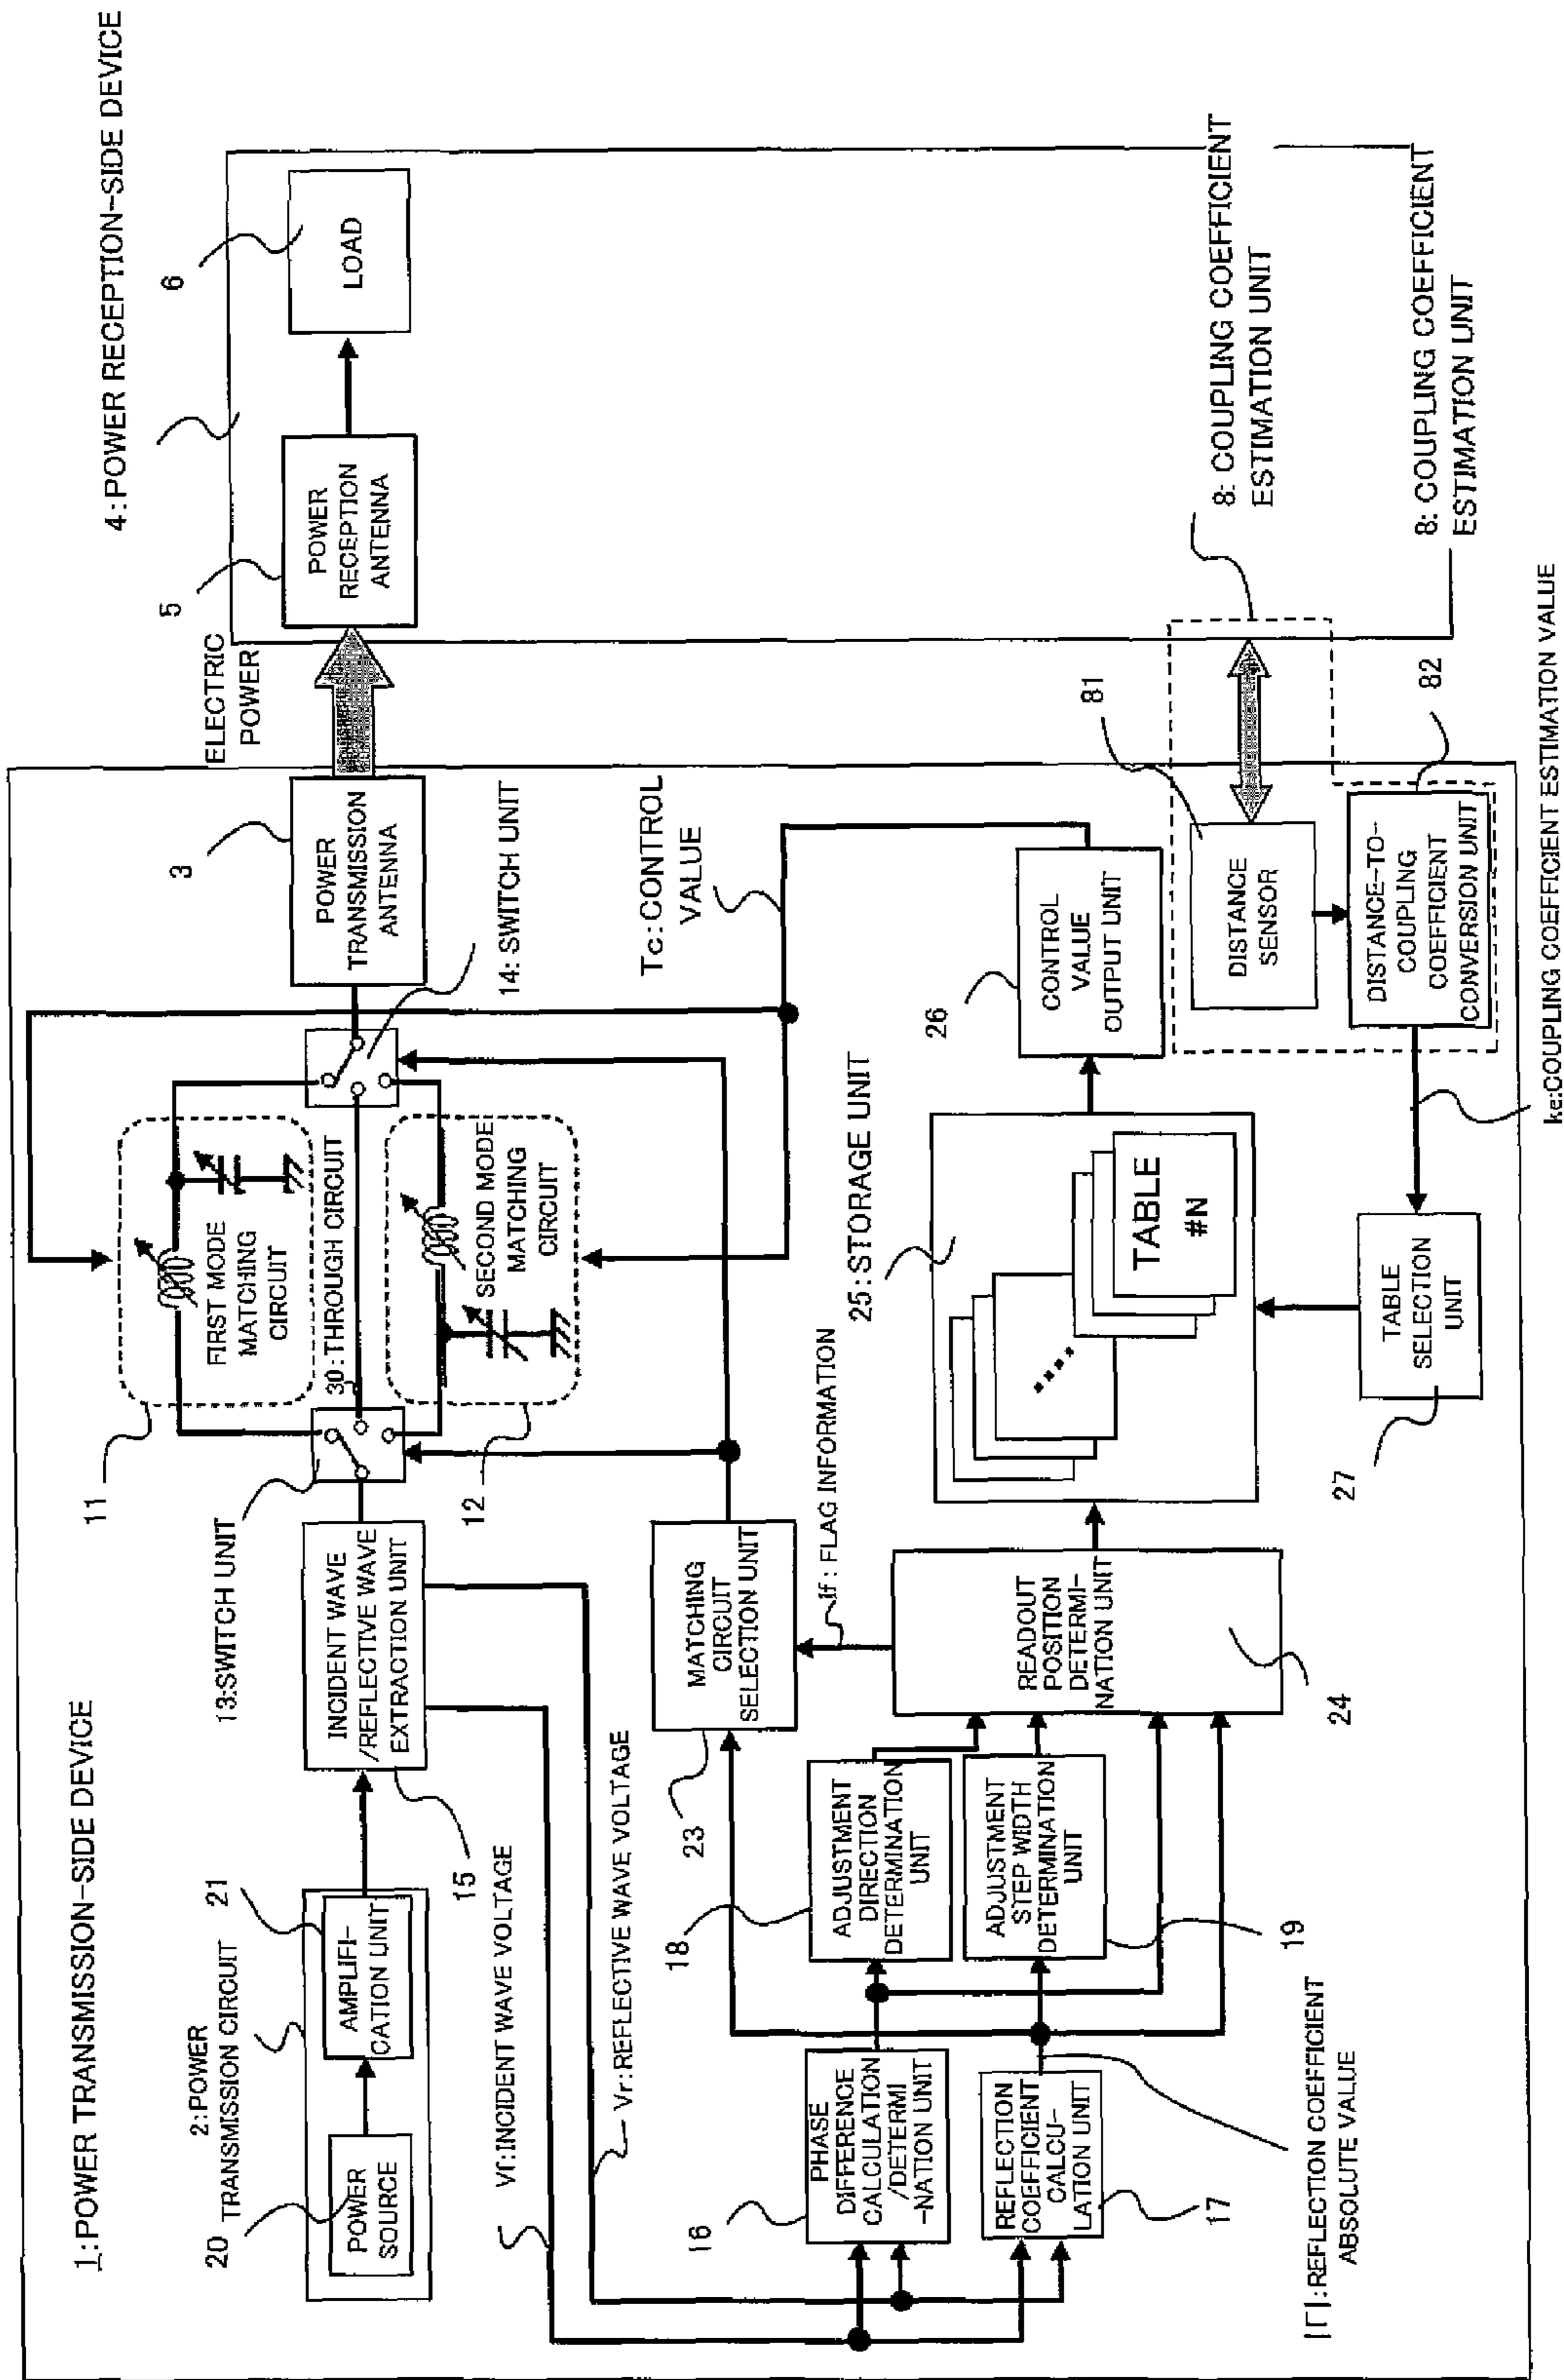 1:POWER TRANSMISSION-SIDE DEVICE
4:POWER RECEPTION-SIDE DEVICE
2:POWER
TRANSMISSION CIRCUIT
20
POWER
SOURCE
21
AMPLIFI-
CATION UNIT
15
INCIDENT WAVE
/REFLECTIVE WAVE
EXTRACTION UNIT
13:SWITCH UNIT
11
FIRST MODE
MATCHING
CIRCUIT
30:THROUGH CIRCUIT
SECOND MODE
MATCHING
CIRCUIT
12
14: SWITCH UNIT
3
POWER
TRANSMISSION
ANTENNA
ELECTRIC
POWER
5
POWER
RECEPTION
ANTENNA
6
LOAD
Vf:INCIDENT WAVE VOLTAGE
Vr:REFLECTIVE WAVE VOLTAGE
23
MATCHING
CIRCUIT
SELECTION UNIT
If : FLAG INFORMATION
Tc:CONTROL
VALUE
16
PHASE
DIFFERENCE
CALCULATION
/DETERMI
-NATION UNIT
18
ADJUSTMENT
DIRECTION
DETERMINATION
UNIT
17
REFLECTION
COEFFICIENT
CALCU-
LATION UNIT
19
ADJUSTMENT
STEP WIDTH
DETERMINATION
UNIT
|Γ|:REFLECTION COEFFICIENT
ABSOLUTE VALUE
24
READOUT
POSITION
DETERMI-
NATION UNIT
25:STORAGE UNIT
TABLE
#N
26
CONTROL
VALUE
OUTPUT UNIT
27
TABLE
SELECTION
UNIT
81
DISTANCE
SENSOR
82
DISTANCE-TO-
COUPLING
COEFFICIENT
CONVERSION UNIT
8: COUPLING COEFFICIENT
ESTIMATION UNIT
8: COUPLING COEFFICIENT
ESTIMATION UNIT
ke:COUPLING COEFFICIENT ESTIMATION VALUE